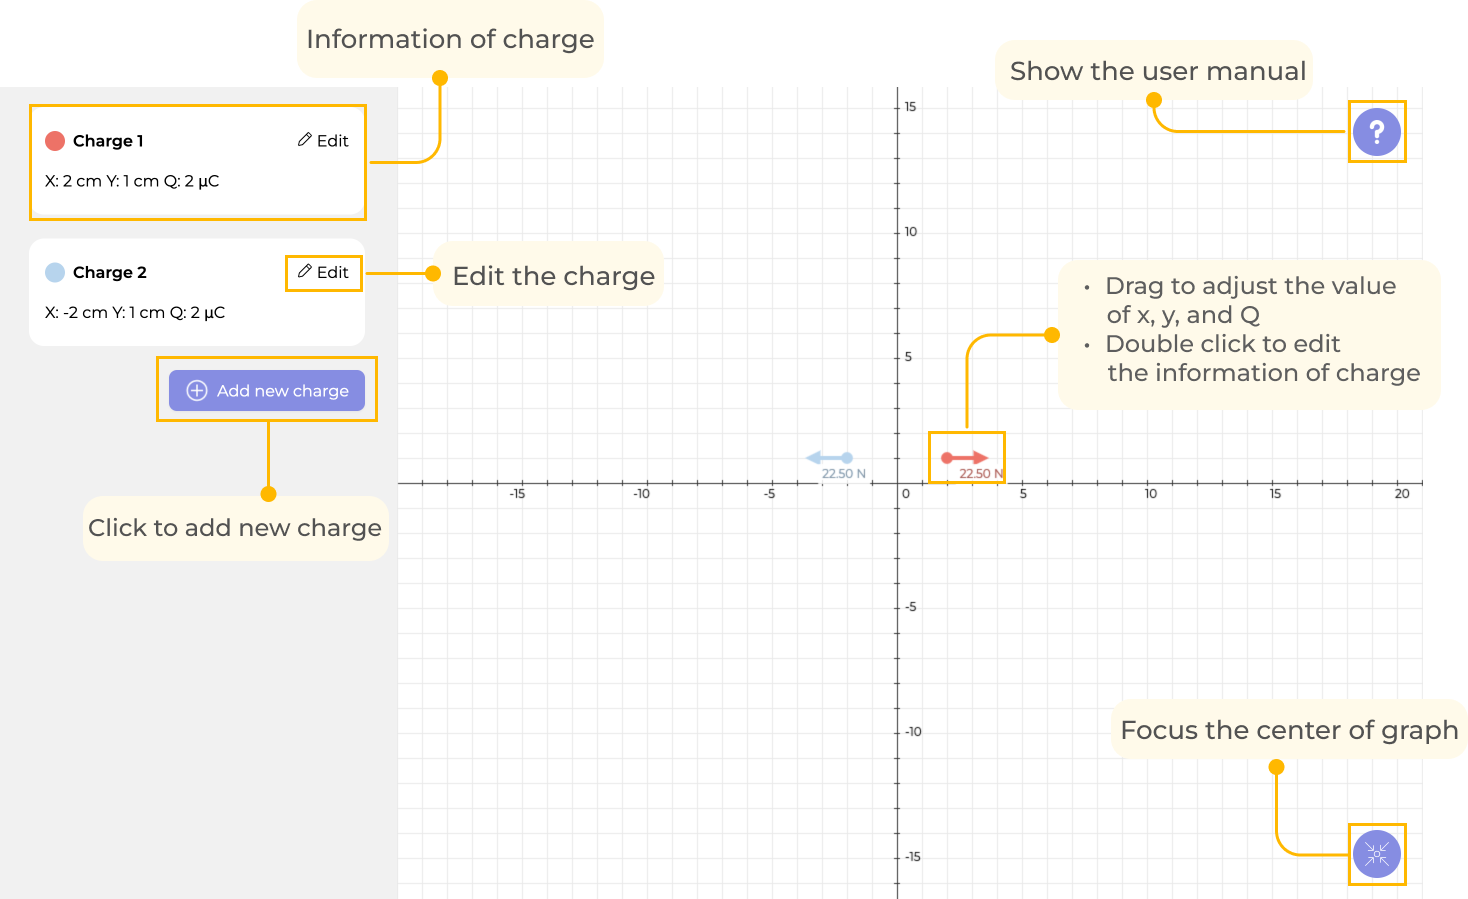 Information of charge
Show the user manual
?
Charge 1
Edit
X: 2 cm Y: 1 cm Q: 2 µC
Charge 2
Edit
X: -2 cm Y: 1 cm Q: 2 µC
Edit the charge
Add new charge
Click to add new charge
• Drag to adjust the value
of x, y, and Q
• Double click to edit
the information of charge
15
10
5
22.50 N
22.50 N
-15
-10
-5
0
5
10
15
20
-5
-10
-15
Focus the center of graph